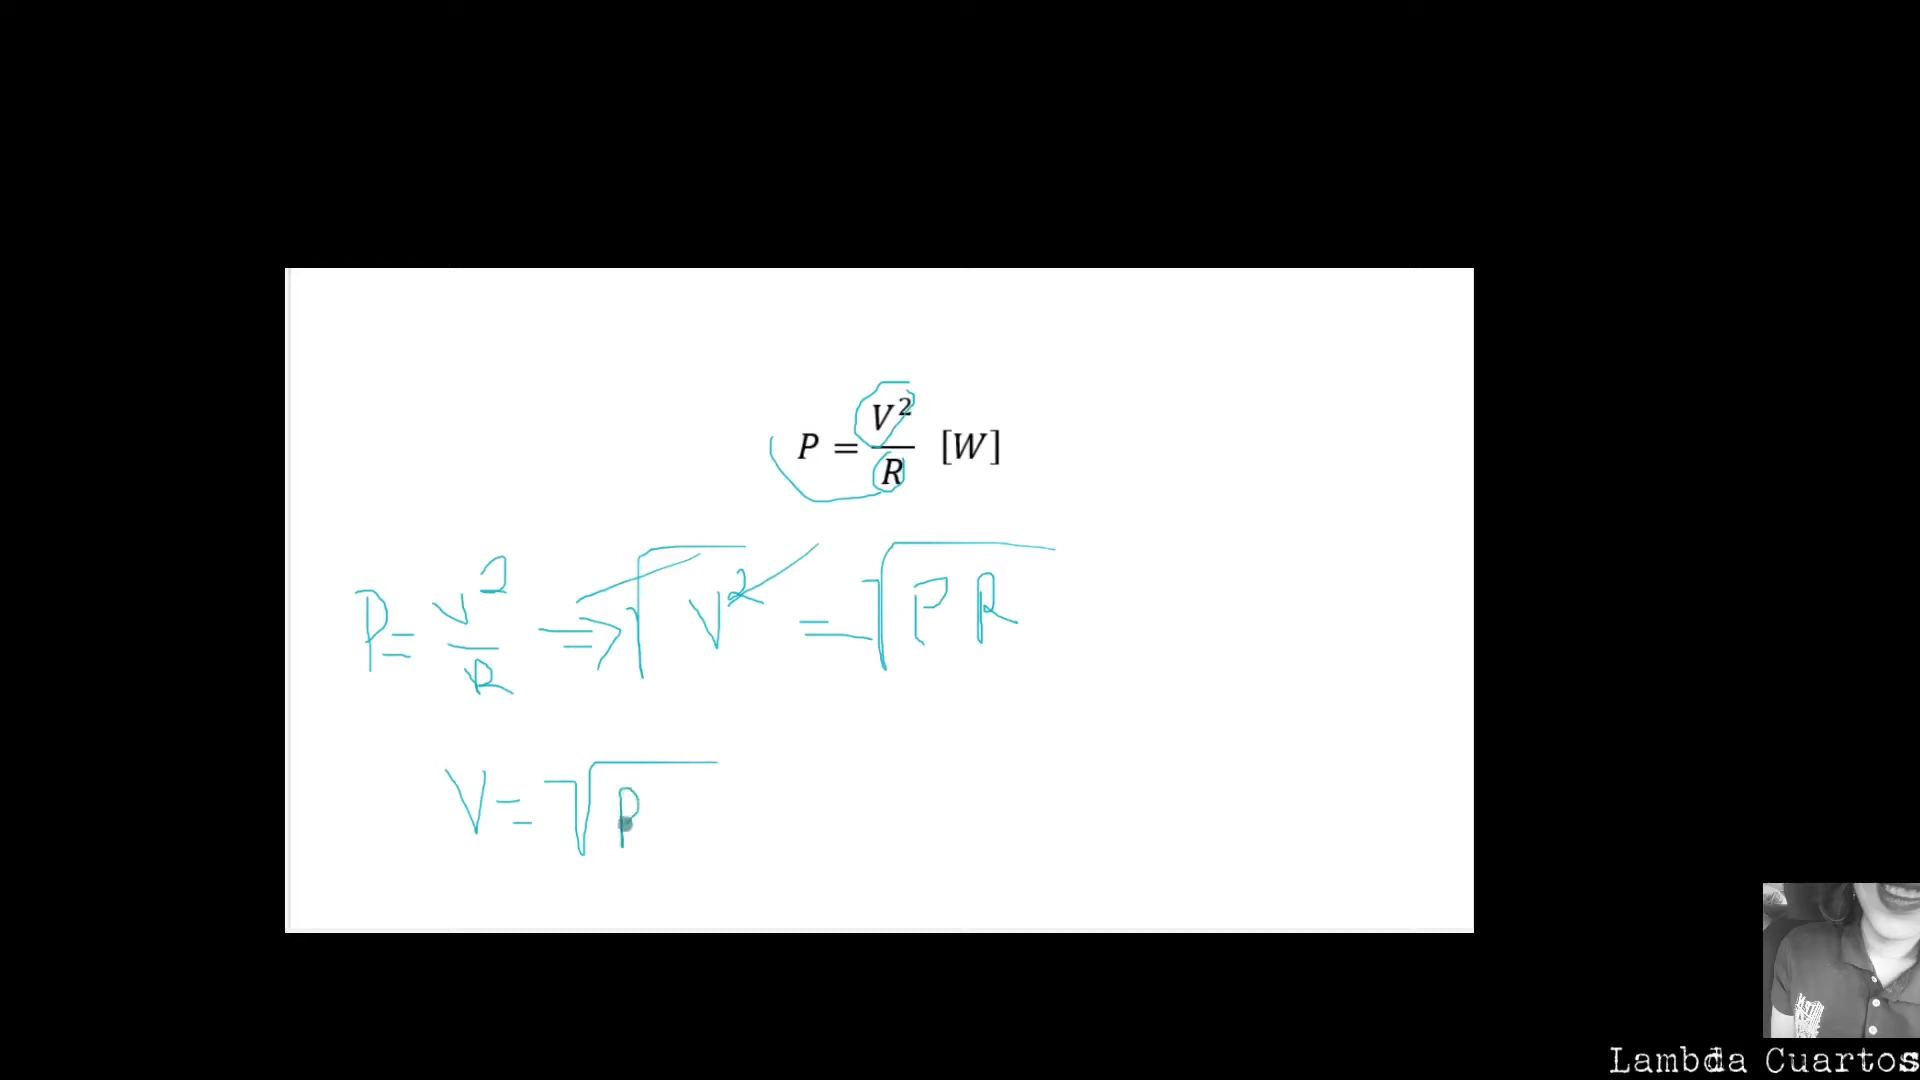 P = V²/R [W]
P = V²/R ⇒ √V² = √PR
V = √P
Lambda Cuartos